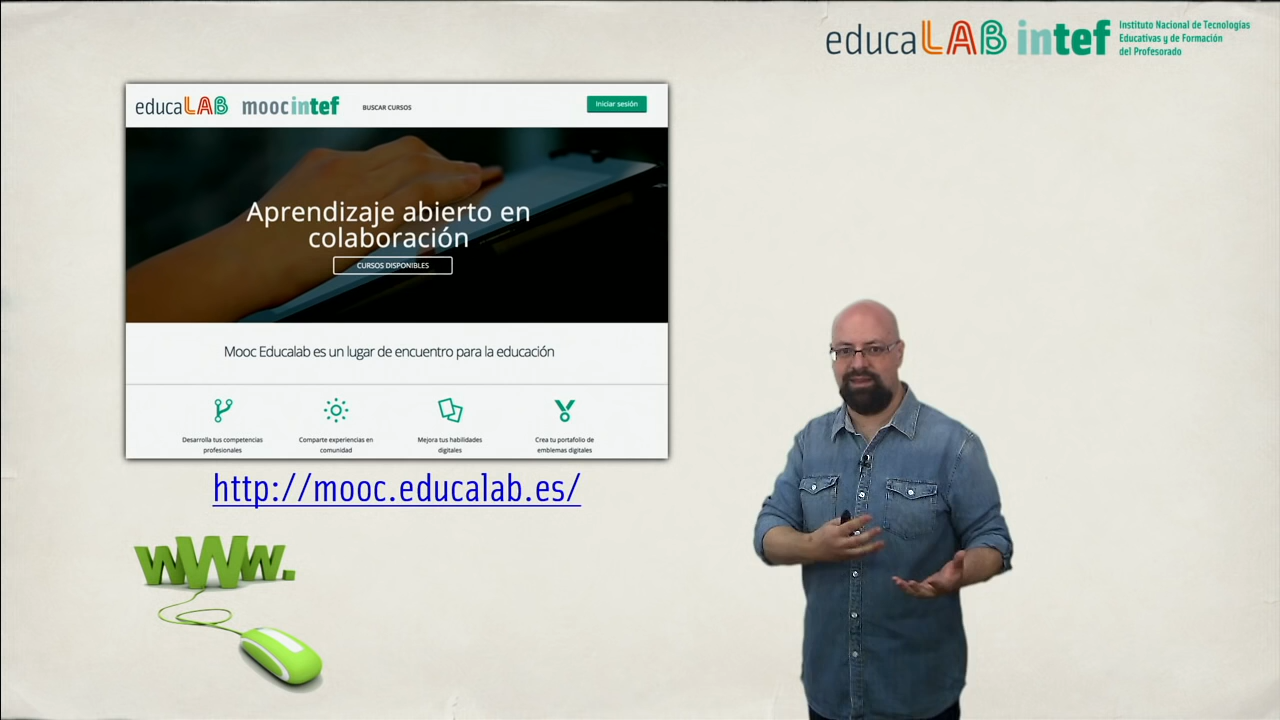 educaLAB intef Instituto Nacional de Tecnologías
Educativas y de Formación
del Profesorado
educaLAB moocintef BUSCAR CURSOS Iniciar sesión
Aprendizaje abierto en
colaboración
CURSOS DISPONIBLES
Mooc Educalab es un lugar de encuentro para la educación
Desarrolla tus competencias
profesionales
Comparte experiencias en
comunidad
Mejora tus habilidades
digitales
Crea tu portafolio de
emblemas digitales
http://mooc.educalab.es/
www.